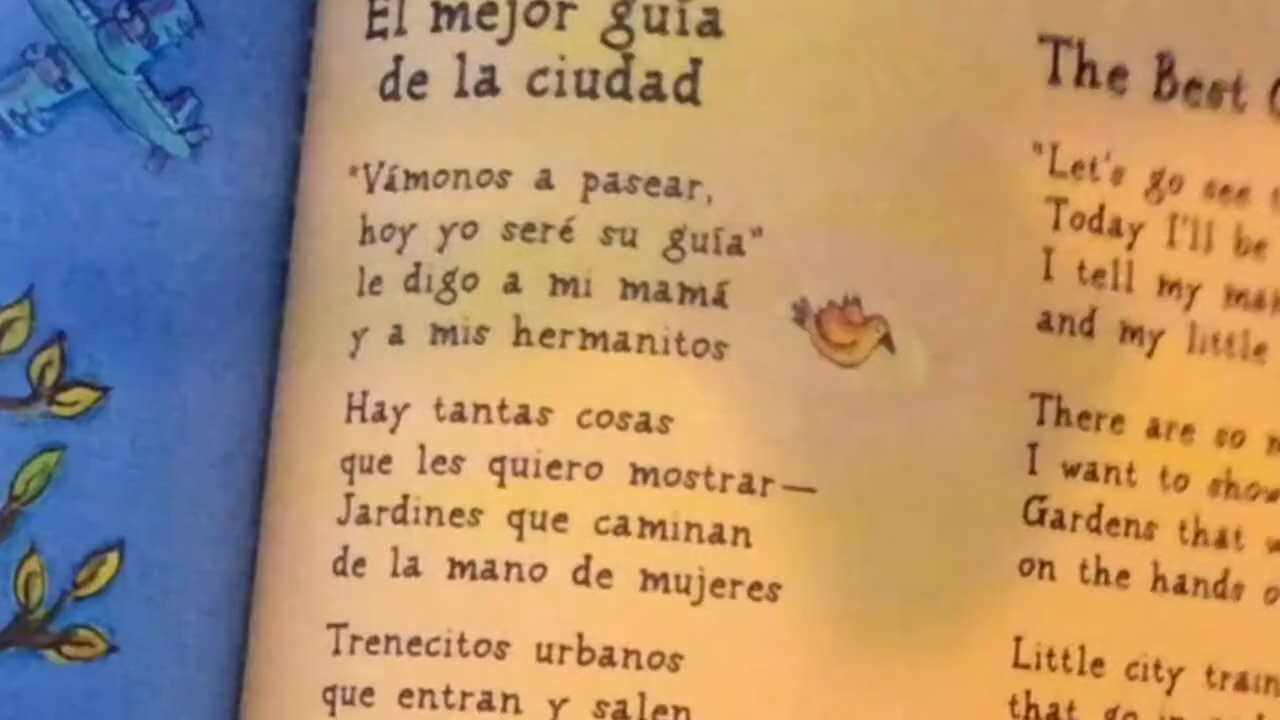 El mejor guía
de la ciudad
"Vámonos a pasear,
hoy yo seré su guía"
le digo a mi mamá
y a mis hermanitos
Hay tantas cosas
que les quiero mostrar—
Jardines que caminan
de la mano de mujeres
Trenecitos urbanos
que entran y salen
The Best
"Let's go see
Today I'll be
I tell my
and my little
There are so
I want to
Gardens that
on the hands
Little city
that go